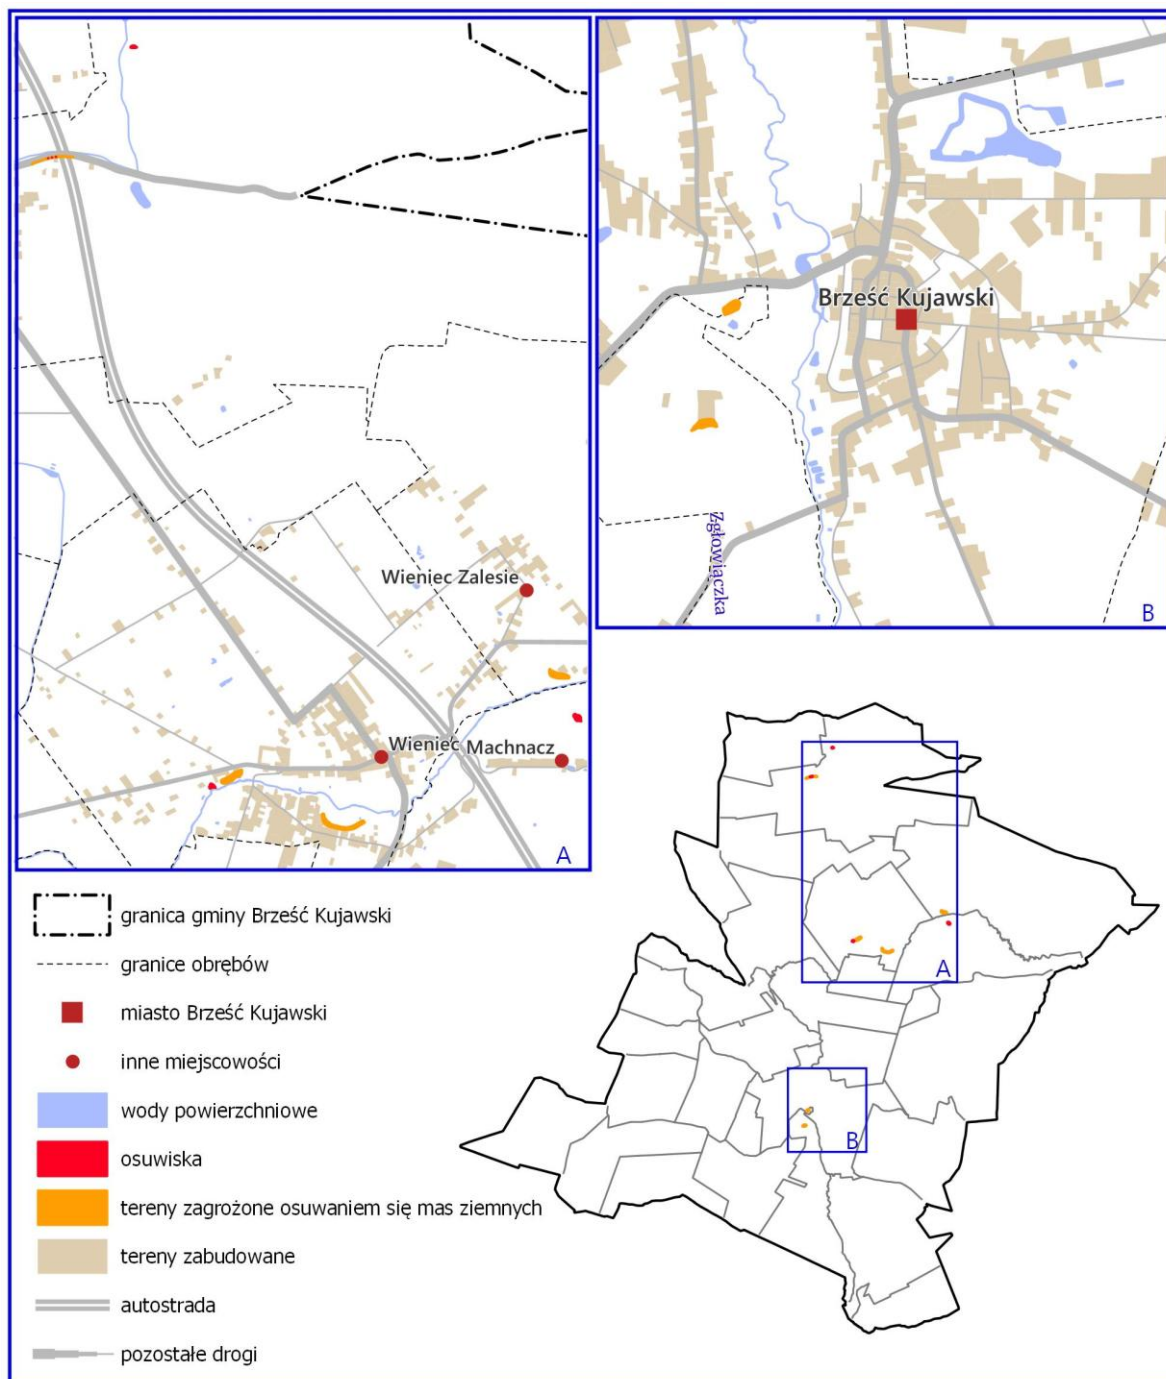 Brześć Kujawski
Zgłowiączka
B
Wieniec Zalesie
Wieniec
Machnacz
A
granica gminy Brześć Kujawski
granice obrębów
miasto Brześć Kujawski
inne miejscowości
wody powierzchniowe
osuwiska
tereny zagrożone osuwaniem się mas ziemnych
tereny zabudowane
autostrada
pozostałe drogi
A
B